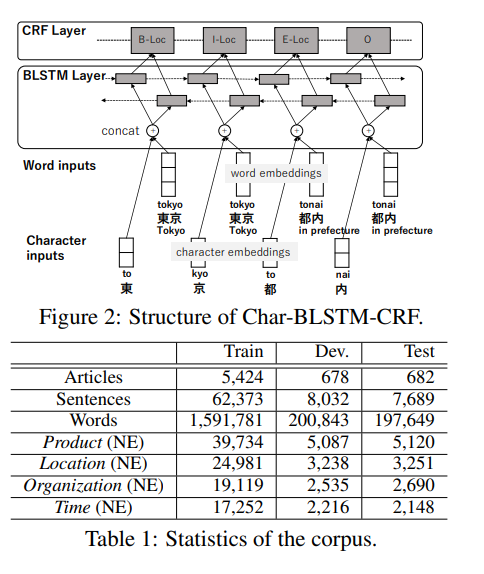 CRF Layer
B-Loc I-Loc E-Loc O
BLSTM Layer
concat + + + +
Word inputs
word embeddings
tokyo tokyo tonai tonai
東京 東京 都内 都内
Tokyo Tokyo in prefecture in prefecture
Character inputs
character embeddings
to kyo to nai
東 京 都 内
Figure 2: Structure of Char-BLSTM-CRF.
Train Dev. Test
Articles 5,424 678 682
Sentences 62,373 8,032 7,689
Words 1,591,781 200,843 197,649
Product (NE) 39,734 5,087 5,120
Location (NE) 24,981 3,238 3,251
Organization (NE) 19,119 2,535 2,690
Time (NE) 17,252 2,216 2,148
Table 1: Statistics of the corpus.